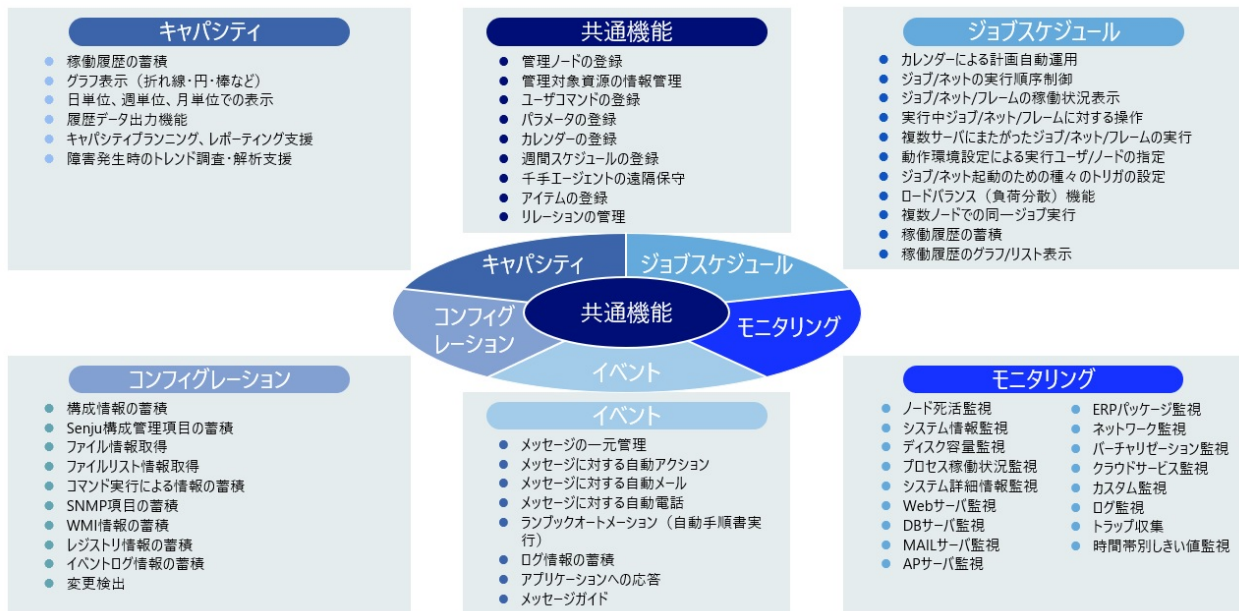 キャパシティ
稼働履歴の蓄積
グラフ表示（折れ線・円・棒など）
日単位、週単位、月単位での表示
履歴データ出力機能
キャパシティプランニング、レポーティング支援
障害発生時のトレンド調査・解析支援
共通機能
管理ノードの登録
管理対象資源の情報管理
ユーザコマンドの登録
パラメータの登録
カレンダーの登録
週間スケジュールの登録
千手エージェントの遠隔保守
アイテムの登録
リレーションの管理
ジョブスケジュール
カレンダーによる計画自動運用
ジョブ/ネットの実行順序制御
ジョブ/ネット/フレームの稼働状況表示
実行中ジョブ/ネット/フレームに対する操作
複数サーバにまたがったジョブ/ネット/フレームの実行
動作環境設定による実行ユーザ/ノードの指定
ジョブ/ネット起動のための種々のトリガの設定
ロードバランス（負荷分散）機能
複数ノードでの同一ジョブ実行
稼働履歴の蓄積
稼働履歴のグラフ/リスト表示
キャパシティ
ジョブスケジュール
コンフィグ
レーション
共通機能
モニタリング
イベント
コンフィグレーション
構成情報の蓄積
Senju構成管理項目の蓄積
ファイル情報取得
ファイルリスト情報取得
コマンド実行による情報の蓄積
SNMP項目の蓄積
WMI情報の蓄積
レジストリ情報の蓄積
イベントログ情報の蓄積
変更検出
イベント
メッセージの一元管理
メッセージに対する自動アクション
メッセージに対する自動メール
メッセージに対する自動電話
ランブックオートメーション（自動手順書実
行）
ログ情報の蓄積
アプリケーションへの応答
メッセージガイド
モニタリング
ノード死活監視
システム情報監視
ディスク容量監視
プロセス稼働状況監視
システム詳細情報監視
Webサーバ監視
DBサーバ監視
MAILサーバ監視
APサーバ監視
ERPパッケージ監視
ネットワーク監視
バーチャリゼーション監視
クラウドサービス監視
カスタム監視
ログ監視
トラップ収集
時間帯別しきい値監視